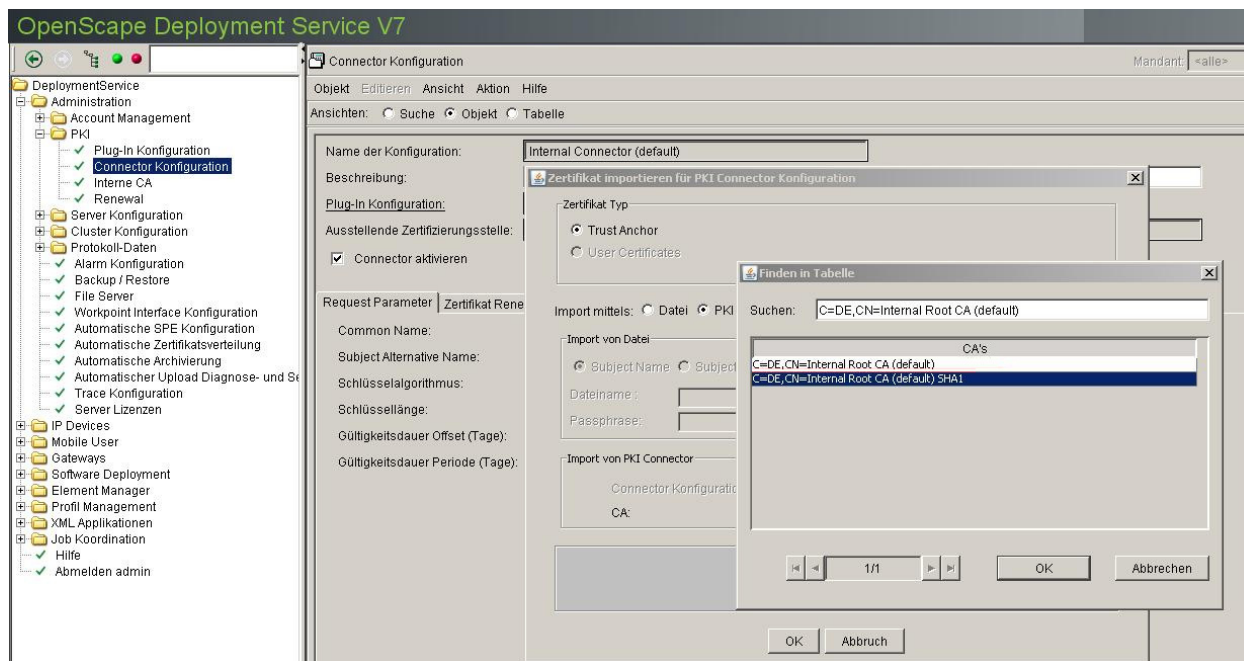 OpenScape Deployment Service V7
DeploymentService
Administration
Account Management
PKI
Plug-In Konfiguration
Connector Konfiguration
Interne CA
Renewal
Server Konfiguration
Cluster Konfiguration
Protokoll-Daten
Alarm Konfiguration
Backup / Restore
File Server
Workpoint Interface Konfiguration
Automatische SPE Konfiguration
Automatische Zertifikatsverteilung
Automatische Archivierung
Automatischer Upload Diagnose- und Se
Trace Konfiguration
Server Lizenzen
IP Devices
Mobile User
Gateways
Software Deployment
Element Manager
Profil Management
XML Applikationen
Job Koordination
Hilfe
Abmelden admin
Connector Konfiguration Mandant: <alle>
Objekt Editieren Ansicht Aktion Hilfe
Ansichten: Suche Objekt Tabelle
Name der Konfiguration: Internal Connector (default)
Beschreibung:
Plug-In Konfiguration:
Ausstellende Zertifizierungsstelle:
Connector aktivieren
Request Parameter Zertifikat Rene
Common Name:
Subject Alternative Name:
Schlüsselalgorithmus:
Schlüssellänge:
Gültigkeitsdauer Offset (Tage):
Gültigkeitsdauer Periode (Tage):
Zertifikat importieren für PKI Connector Konfiguration
Zertifikat Typ
Trust Anchor
User Certificates
Import mittels: Datei PKI
Import von Datei
Subject Name Subject
Dateiname :
Passphrase:
Import von PKI Connector
Connector Konfiguratio
CA:
OK Abbruch
Finden in Tabelle
Suchen: C=DE,CN=Internal Root CA (default)
CA's
C=DE,CN=Internal Root CA (default)
C=DE,CN=Internal Root CA (default) SHA1
1/1 OK Abbrechen